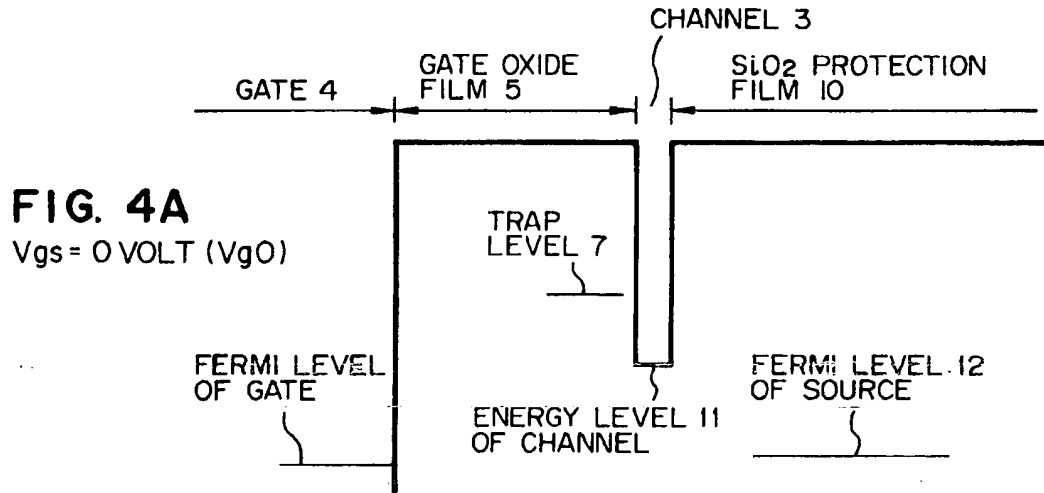 CHANNEL 3
GATE 4
GATE OXIDE
FILM 5
SiO2 PROTECTION
FILM 10
FIG. 4A
Vgs = 0 VOLT (Vg0)
TRAP
LEVEL 7
FERMI LEVEL
OF GATE
ENERGY LEVEL 11
OF CHANNEL
FERMI LEVEL 12
OF SOURCE